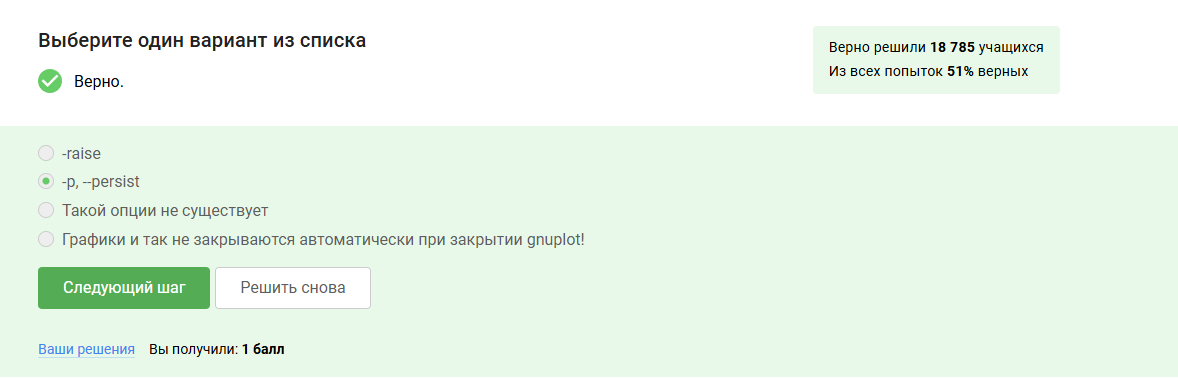 Выберите один вариант из списка
Верно.
Верно решили 18 785 учащихся
Из всех попыток 51% верных
-raise
-p, --persist
Такой опции не существует
Графики и так не закрываются автоматически при закрытии gnuplot!
Следующий шаг
Решить снова
Ваши решения
Вы получили: 1 балл